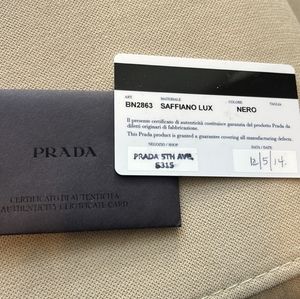 PRADA
CERTIFICATO DI AUTENTICITÀ
AUTHENTICITY CERTIFICATE CARD
ART. MATERIALE COLORE TAGLIA
BN2863 SAFFIANO LUX NERO
Il presente certificato di autenticità costituisce garanzia del prodotto Prada da
difetti originari di fabbricazione.
This Prada product is granted a guarantee covering all manufacturing defects.
PRADA 5TH AVE.
S315
12/5/14.
NEGOZIO / SHOP DATA / DATE